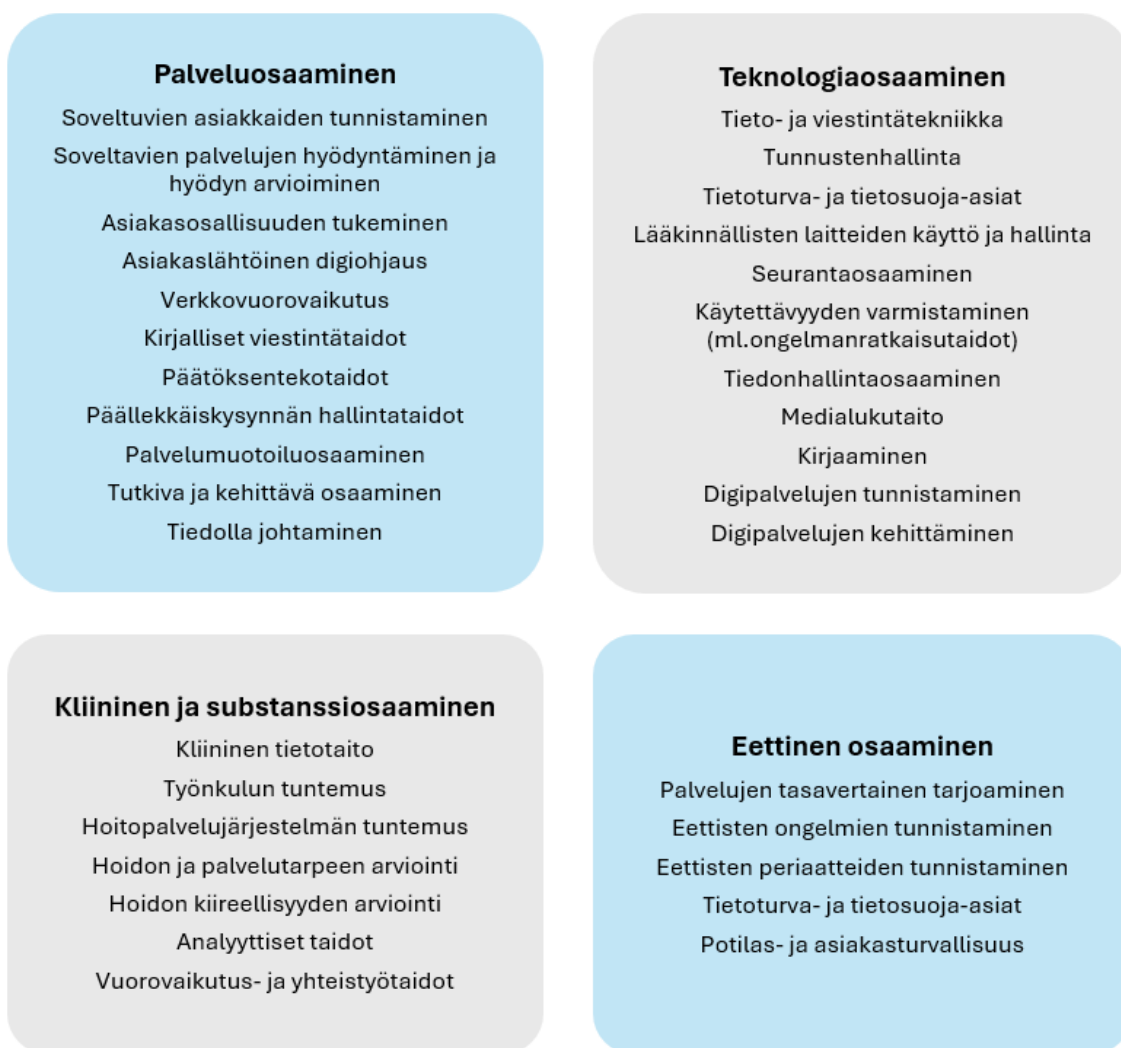 Palveluosaaminen
Soveltuvien asiakkaiden tunnistaminen
Soveltavien palvelujen hyödyntäminen ja
hyödyn arvioiminen
Asiakasosallisuuden tukeminen
Asiakaslähtöinen digiohjaus
Verkkovuorovaikutus
Kirjalliset viestintätaidot
Päätöksentekotaidot
Päällekkäiskysynnän hallintataidot
Palvelumuotoiluosaaminen
Tutkiva ja kehittävä osaaminen
Tiedolla johtaminen
Teknologiaosaaminen
Tieto- ja viestintätekniikka
Tunnustenhallinta
Tietoturva- ja tietosuoja-asiat
Lääkinnällisten laitteiden käyttö ja hallinta
Seurantaosaaminen
Käytettävyyden varmistaminen
(ml.ongelmanratkaisutaidot)
Tiedonhallintaosaaminen
Medialukutaito
Kirjaaminen
Digipalvelujen tunnistaminen
Digipalvelujen kehittäminen
Kliininen ja substanssiosaaminen
Kliininen tietotaito
Työnkulun tuntemus
Hoitopalvelujärjestelmän tuntemus
Hoidon ja palvelutarpeen arviointi
Hoidon kiireellisyyden arviointi
Analyyttiset taidot
Vuorovaikutus- ja yhteistyötaidot
Eettinen osaaminen
Palvelujen tasavertainen tarjoaminen
Eettisten ongelmien tunnistaminen
Eettisten periaatteiden tunnistaminen
Tietoturva- ja tietosuoja-asiat
Potilas- ja asiakasturvallisuus